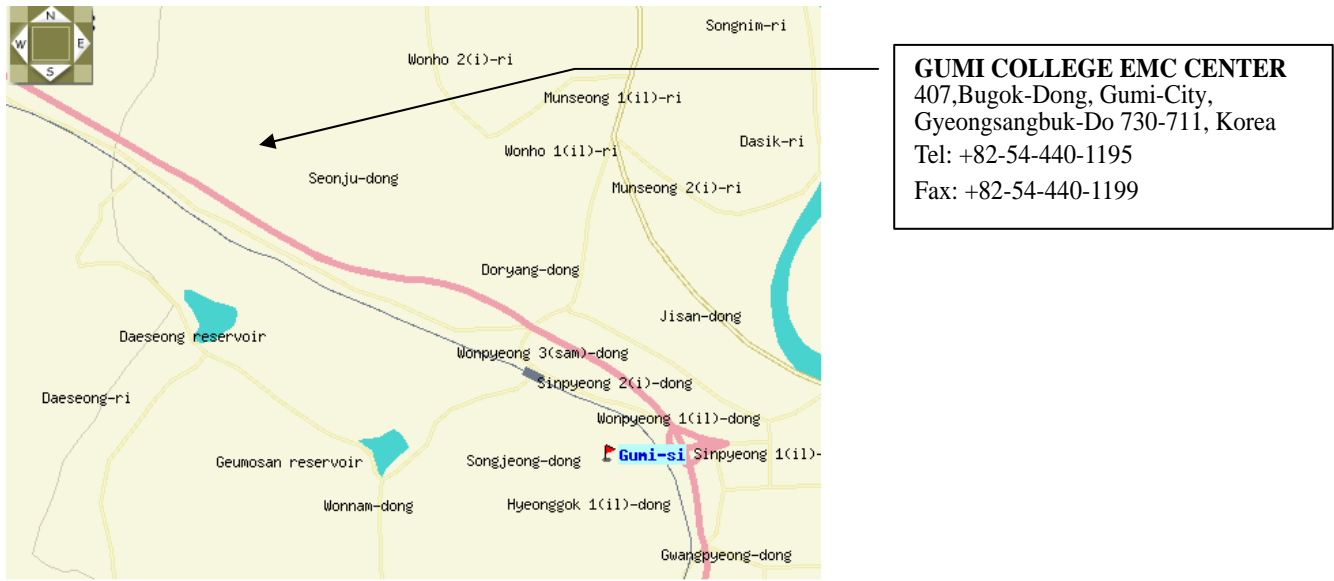 N
W E
S
Songnim-ri
Wonho 2(i)-ri
Munseong 1(il)-ri
Dasik-ri
Wonho 1(il)-ri
Seonju-dong
Munseong 2(i)-ri
Doryang-dong
Jisan-dong
Daeseong reservoir
Wonpyeong 3(sam)-dong
Sinpyeong 2(i)-dong
Daeseong-ri
Wonpyeong 1(il)-dong
Geumosan reservoir
Songjeong-dong
Gumi-si
Sinpyeong 1(il)-
Wonnam-dong
Hyeonggok 1(il)-dong
Gwangpyeong-dong
GUMI COLLEGE EMC CENTER
407,Bugok-Dong, Gumi-City,
Gyeongsangbuk-Do 730-711, Korea
Tel: +82-54-440-1195
Fax: +82-54-440-1199